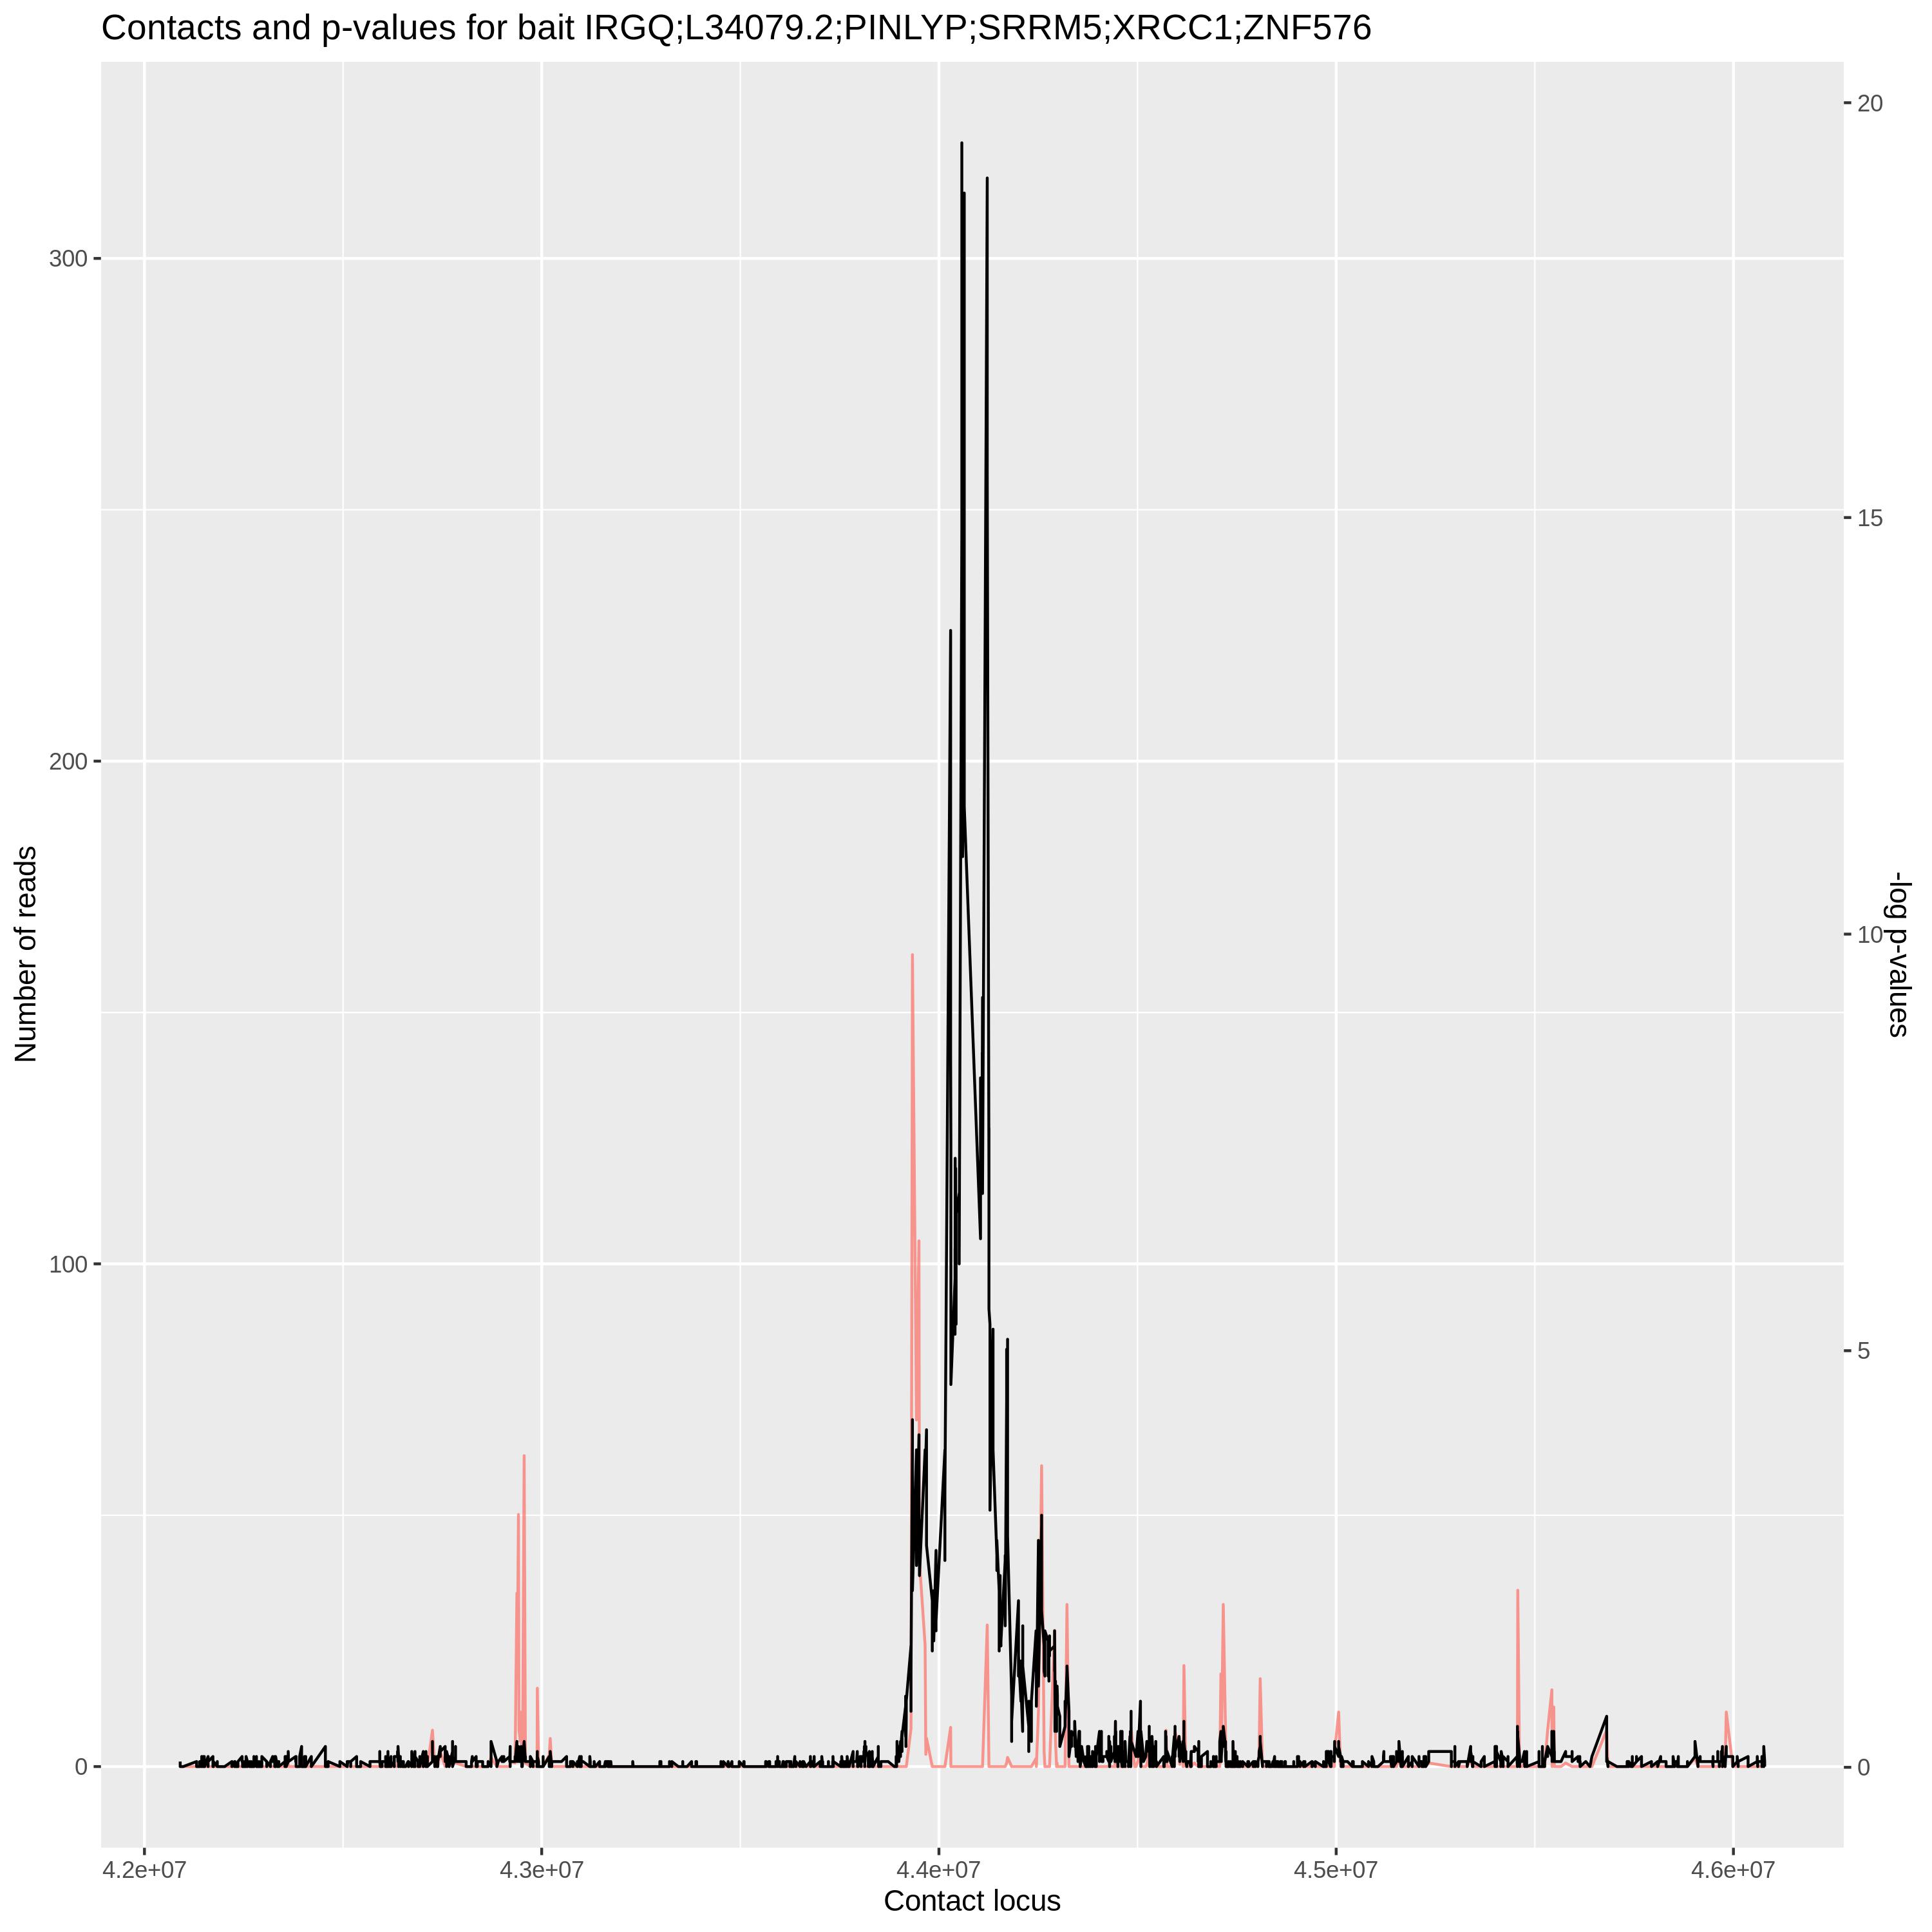 Contacts and p-values for bait IRGQ;L34079.2;PINLYP;SRRM5;XRCC1;ZNF576
300
200
100
0
Number of reads
20
15
10
5
0
-log p-values
4.2e+07 4.3e+07 4.4e+07 4.5e+07 4.6e+07
Contact locus